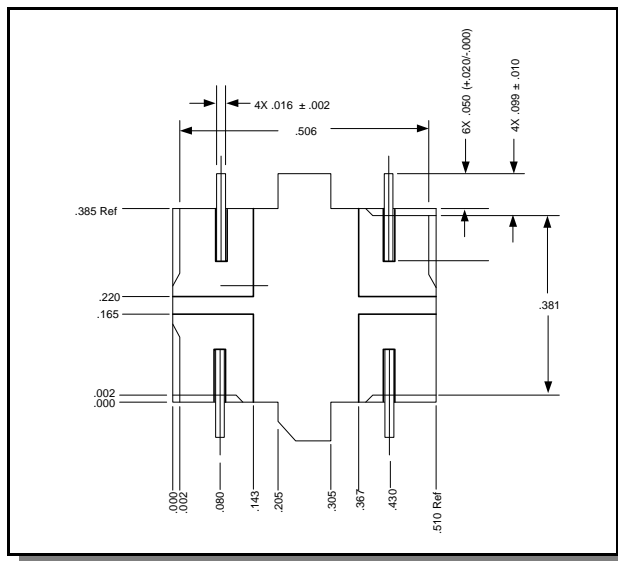 6X .050 (+.020/-.000)
4X .099 ± .010
4X .016 ± .002
.506
.385 Ref
.220
.165
.381
.002
.000
.000
.002
.080
.143
.205
.305
.367
.430
.510 Ref